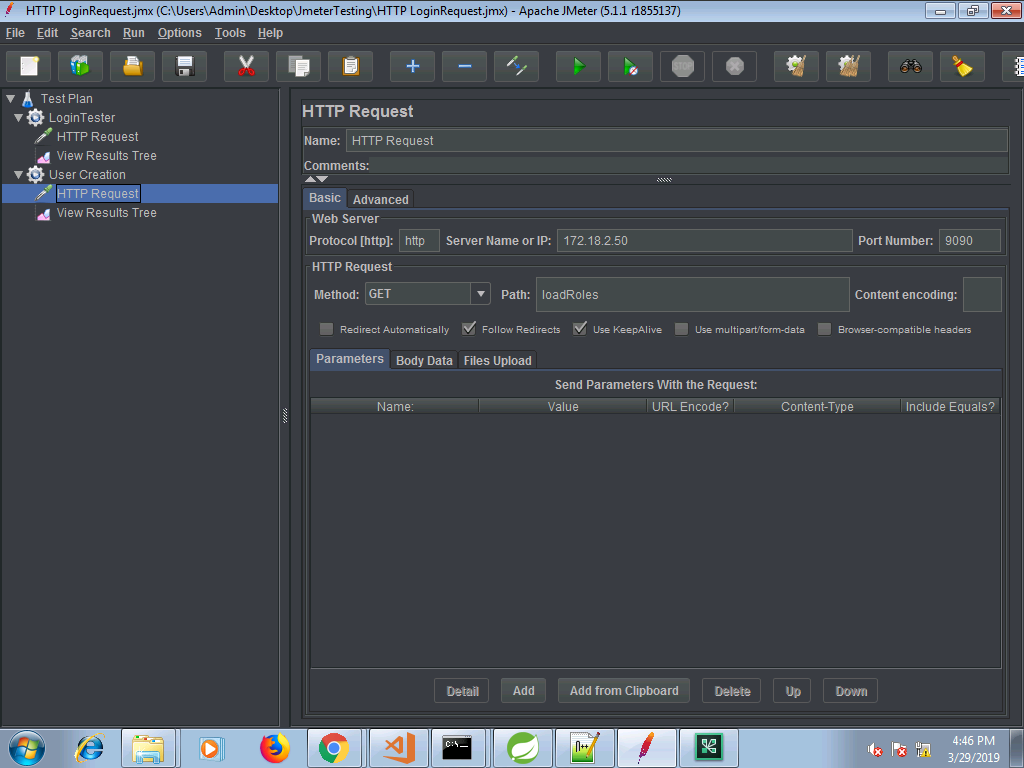 HTTP LoginRequest.jmx (C:\Users\Admin\Desktop\JmeterTesting\HTTP LoginRequest.jmx) - Apache JMeter (5.1.1 r1855137)
File Edit Search Run Options Tools Help
STOP
Test Plan
LoginTester
HTTP Request
View Results Tree
User Creation
HTTP Request
View Results Tree
HTTP Request
Name: HTTP Request
Comments:
Basic Advanced
Web Server
Protocol [http]: http Server Name or IP: 172.18.2.50 Port Number: 9090
HTTP Request
Method: GET Path: loadRoles Content encoding:
Redirect Automatically Follow Redirects Use KeepAlive Use multipart/form-data Browser-compatible headers
Parameters Body Data Files Upload
Send Parameters With the Request:
Name: Value URL Encode? Content-Type Include Equals?
Detail Add Add from Clipboard Delete Up Down
4:46 PM
3/29/2019